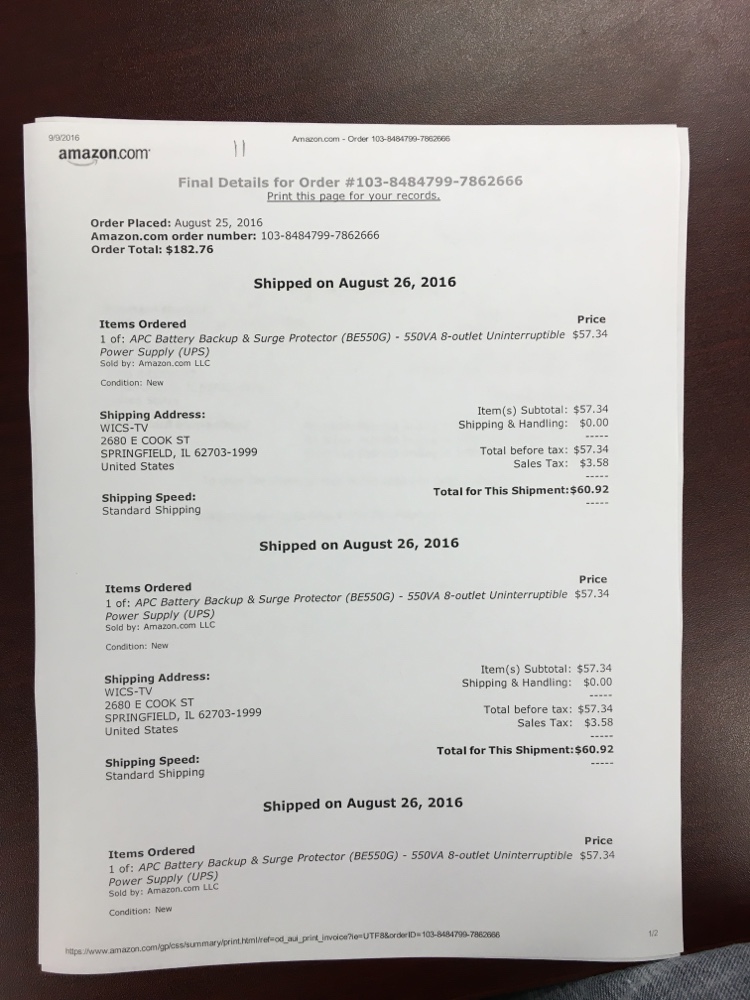 9/9/2016
Amazon.com - Order 103-8484799-7862666
amazon.com
11
Final Details for Order #103-8484799-7862666
Print this page for your records.
Order Placed: August 25, 2016
Amazon.com order number: 103-8484799-7862666
Order Total: $182.76
Shipped on August 26, 2016
Items Ordered
Price
1 of: APC Battery Backup & Surge Protector (BE550G) - 550VA 8-outlet Uninterruptible $57.34
Power Supply (UPS)
Sold by: Amazon.com LLC
Condition: New
Shipping Address:
WICS-TV
2680 E COOK ST
SPRINGFIELD, IL 62703-1999
United States
Item(s) Subtotal: $57.34
Shipping & Handling: $0.00
-----
Total before tax: $57.34
Sales Tax: $3.58
-----
Total for This Shipment:$60.92
-----
Shipping Speed:
Standard Shipping
Shipped on August 26, 2016
Items Ordered
Price
1 of: APC Battery Backup & Surge Protector (BE550G) - 550VA 8-outlet Uninterruptible $57.34
Power Supply (UPS)
Sold by: Amazon.com LLC
Condition: New
Shipping Address:
WICS-TV
2680 E COOK ST
SPRINGFIELD, IL 62703-1999
United States
Item(s) Subtotal: $57.34
Shipping & Handling: $0.00
-----
Total before tax: $57.34
Sales Tax: $3.58
-----
Total for This Shipment:$60.92
-----
Shipping Speed:
Standard Shipping
Shipped on August 26, 2016
Items Ordered
Price
1 of: APC Battery Backup & Surge Protector (BE550G) - 550VA 8-outlet Uninterruptible $57.34
Power Supply (UPS)
Sold by: Amazon.com LLC
Condition: New
https://www.amazon.com/gp/css/summary/print.html/ref=od_aui_print_invoice?ie=UTF8&orderID=103-8484799-7862666
1/2